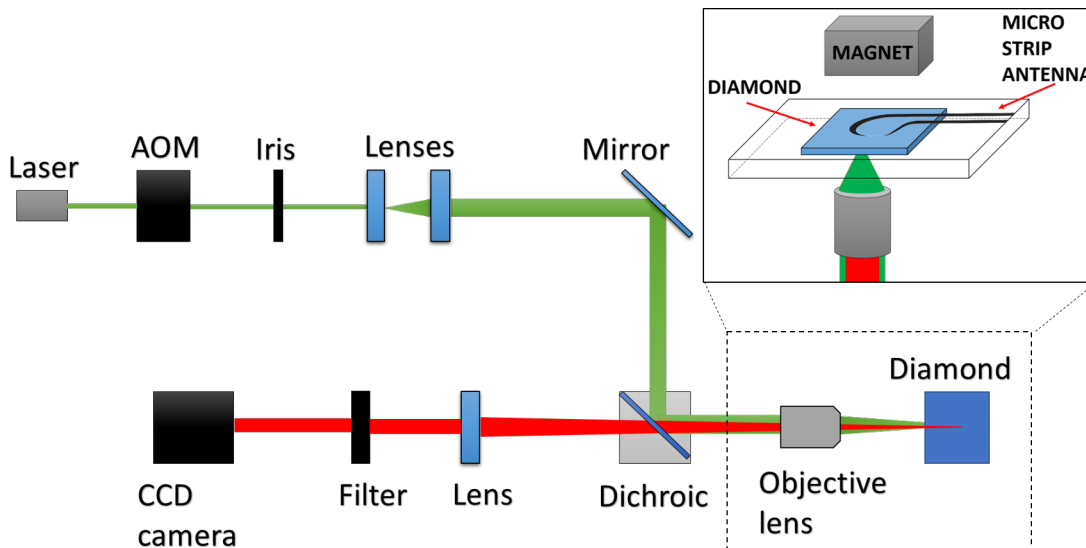 MAGNET
MICRO
STRIP
ANTENNA
DIAMOND
Laser
AOM
Iris
Lenses
Mirror
CCD
camera
Filter
Lens
Dichroic
Objective
lens
Diamond